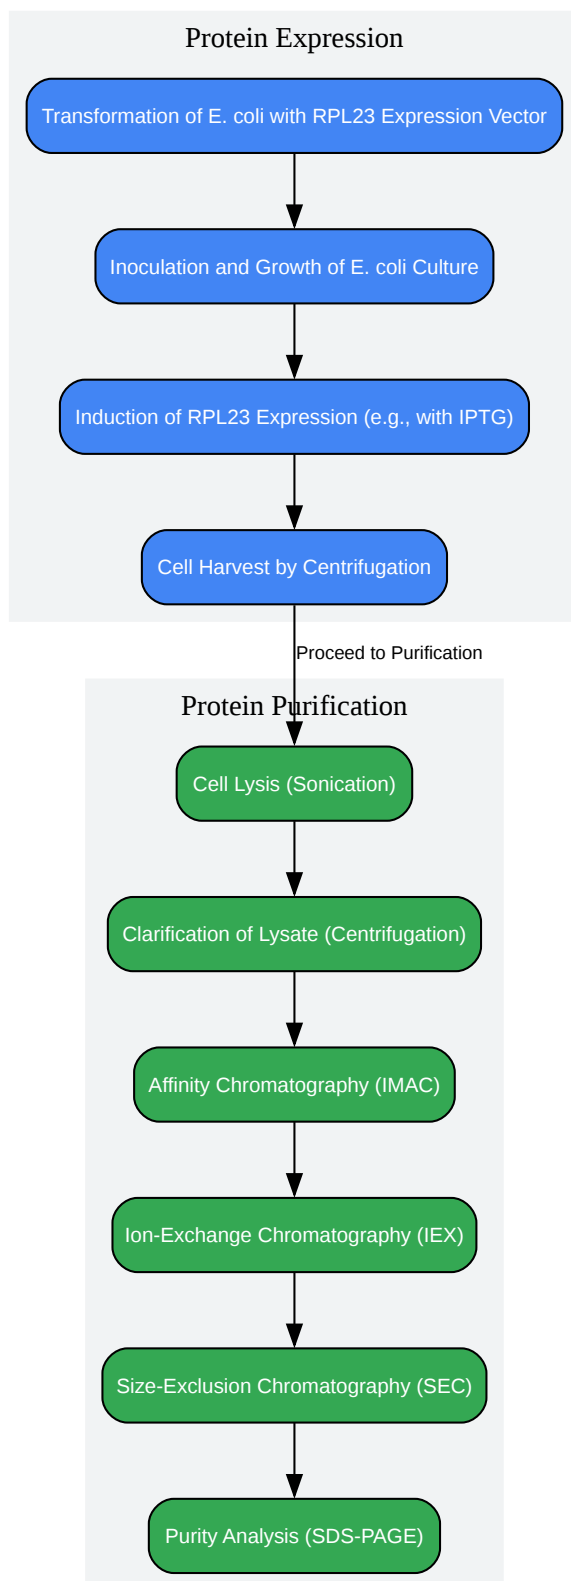 Protein Expression
Transformation of E. coli with RPL23 Expression Vector
Inoculation and Growth of E. coli Culture
Induction of RPL23 Expression (e.g., with IPTG)
Cell Harvest by Centrifugation
Proceed to Purification
Protein Purification
Cell Lysis (Sonication)
Clarification of Lysate (Centrifugation)
Affinity Chromatography (IMAC)
Ion-Exchange Chromatography (IEX)
Size-Exclusion Chromatography (SEC)
Purity Analysis (SDS-PAGE)